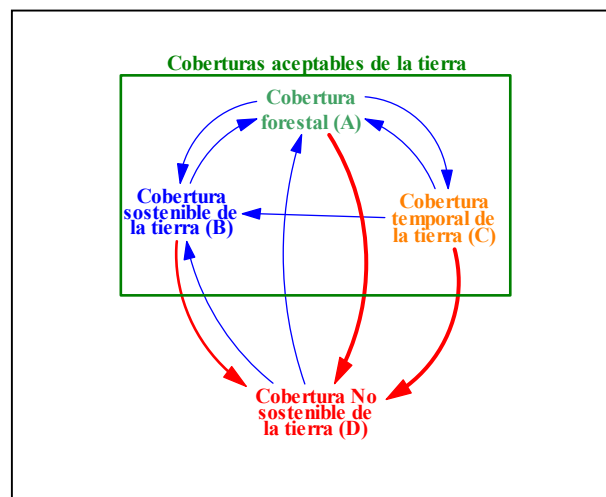 Coberturas aceptables de la tierra
Cobertura
forestal (A)
Cobertura
sostenible de
la tierra (B)
Cobertura
temporal de
la tierra (C)
Cobertura No
sostenible de
la tierra (D)